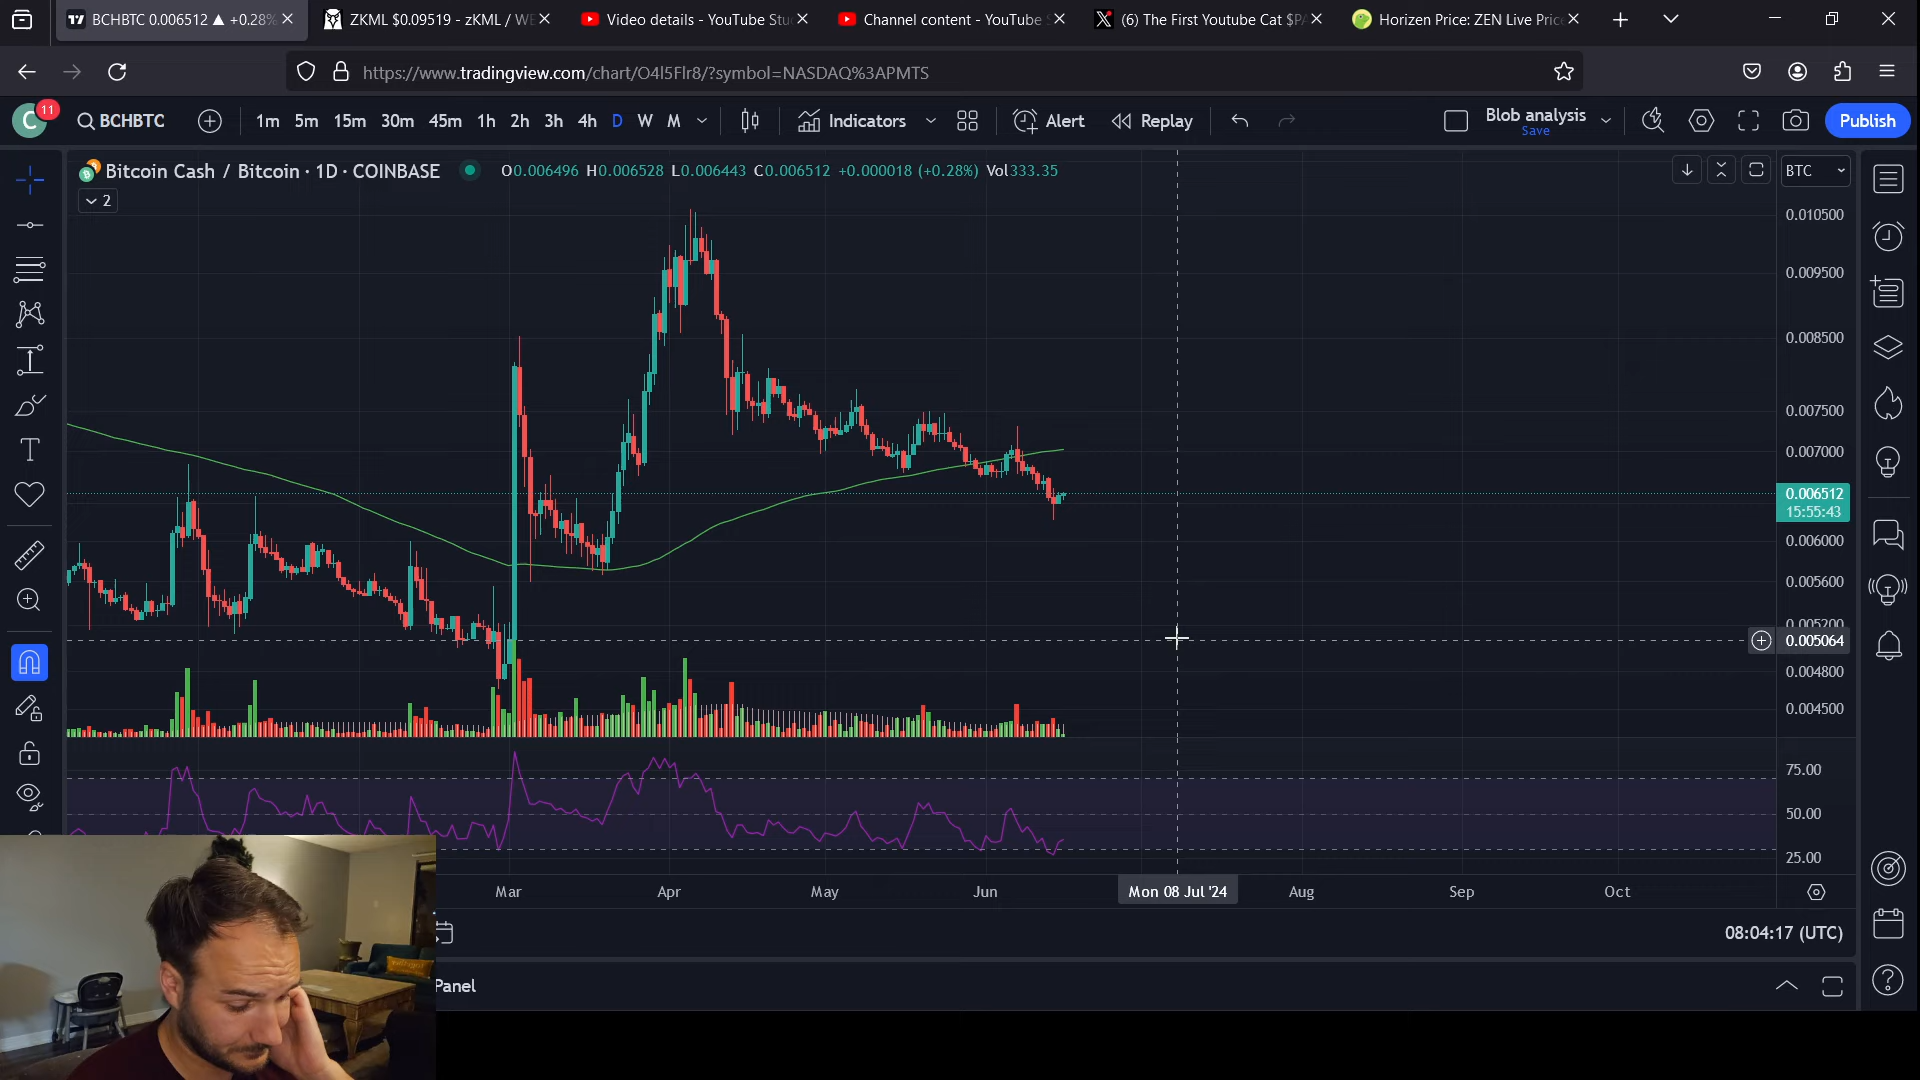 BCHBTC 0.006512 ▲ +0.28%
ZKML $0.09519 - zKML / WE
Video details - YouTube Stu
Channel content - YouTube S
(6) The First Youtube Cat $PA
Horizen Price: ZEN Live Price
https://www.tradingview.com/chart/O4l5Flr8/?symbol=NASDAQ%3APMTS
C
11
BCHBTC
1m 5m 15m 30m 45m 1h 2h 3h 4h D W M
Indicators
Alert
Replay
Blob analysis
Save
Publish
Bitcoin Cash / Bitcoin · 1D · COINBASE
O0.006496 H0.006528 L0.006443 C0.006512 +0.000018 (+0.28%) Vol333.35
BTC
2
0.010500
0.009500
0.008500
0.007500
0.007000
0.006512
15:55:43
0.006000
0.005600
0.005200
0.005064
0.004800
0.004500
75.00
50.00
25.00
Mar Apr May Jun Mon 08 Jul '24 Aug Sep Oct
08:04:17 (UTC)
Panel